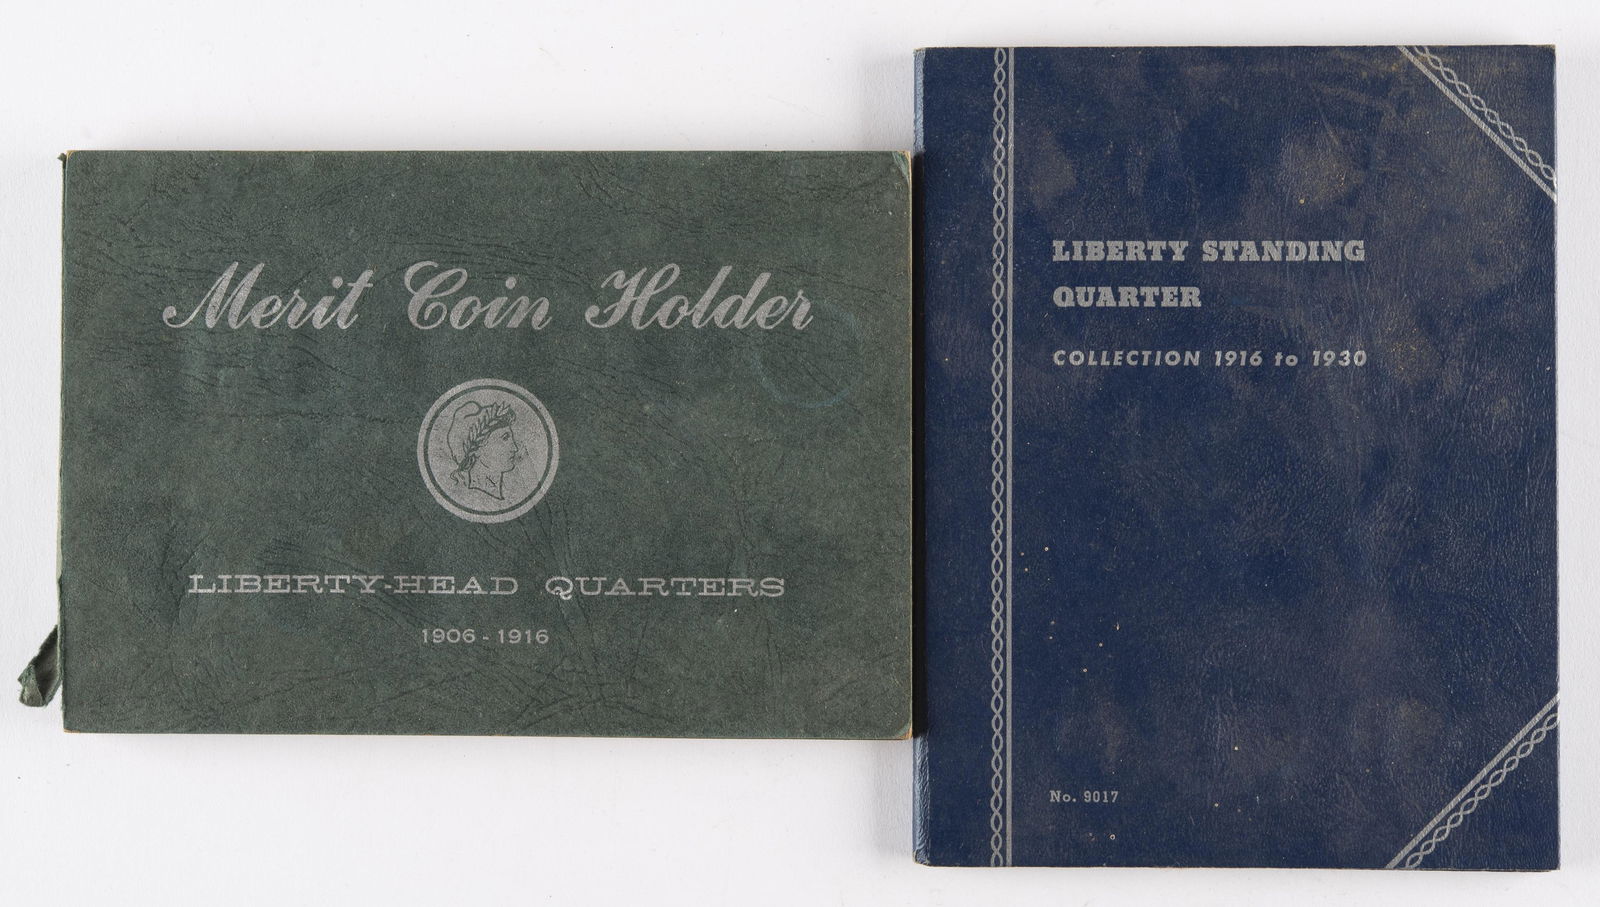 Merit Coin Holder
LIBERTY-HEAD QUARTERS
1906 - 1916
LIBERTY STANDING
QUARTER
COLLECTION 1916 to 1930
No. 9017